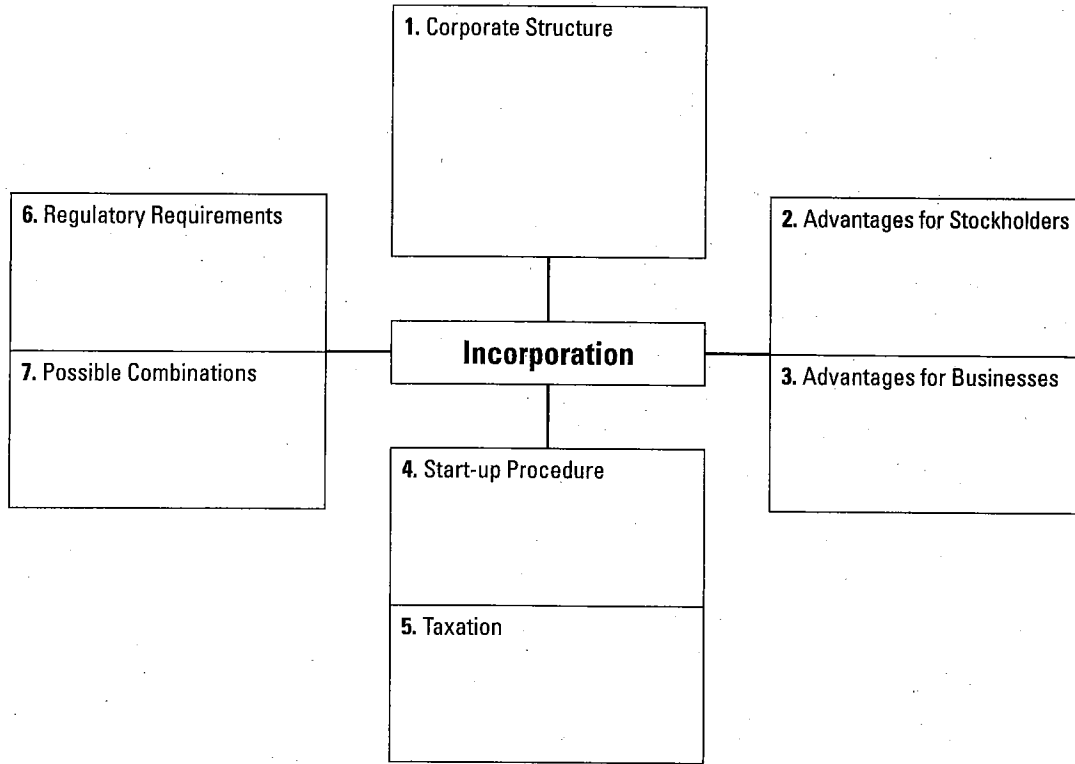 1. Corporate Structure
6. Regulatory Requirements
2. Advantages for Stockholders
Incorporation
7. Possible Combinations
3. Advantages for Businesses
4. Start-up Procedure
5. Taxation